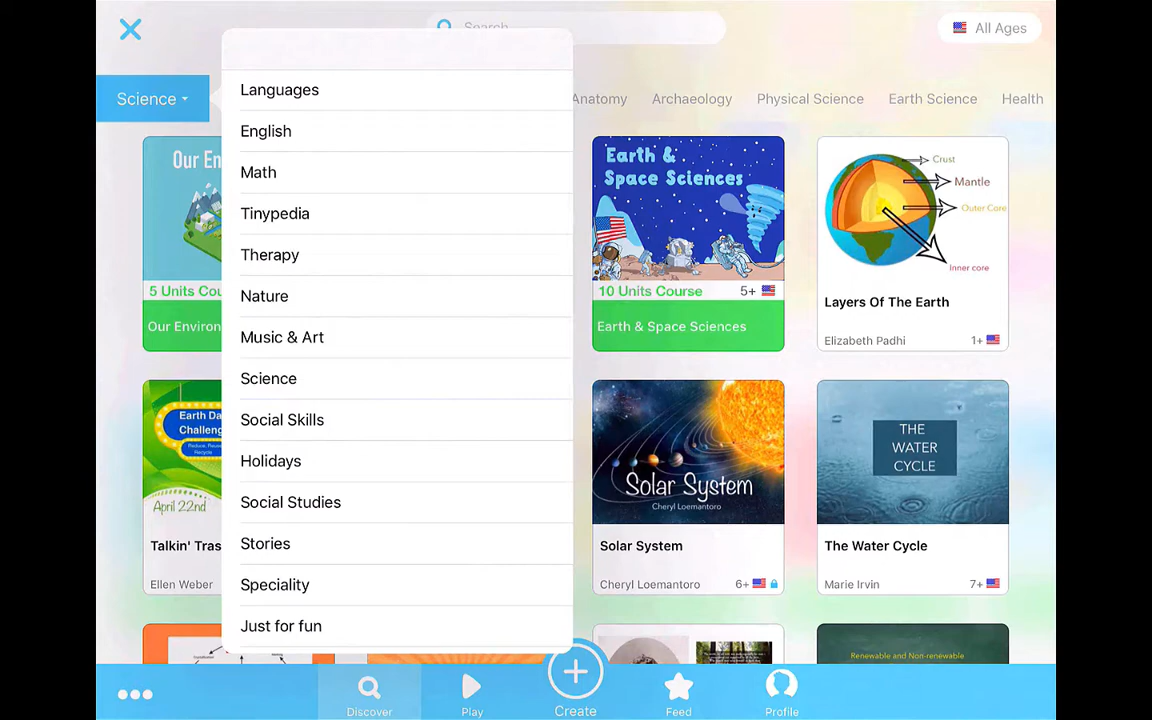 Search
All Ages
Science
Anatomy
Archaeology
Physical Science
Earth Science
Health
Languages
English
Math
Tinypedia
Therapy
Nature
Music & Art
Science
Social Skills
Holidays
Social Studies
Stories
Speciality
Just for fun
Our En
5 Units Cou
Our Environ
Earth &
Space Sciences
10 Units Course 5+
Earth & Space Sciences
Crust
Mantle
Outer Core
Inner core
Layers Of The Earth
Elizabeth Padhi 1+
Earth Da
Challeng
Reduce, Reus
Recycle
April 22nd
Talkin' Tras
Ellen Weber
Solar System
Cheryl Loemantoro
Solar System
Cheryl Loemantoro 6+
THE
WATER
CYCLE
The Water Cycle
Marie Irvin 7+
Renewable and Non-renewable
Discover
Play
Create
Feed
Profile